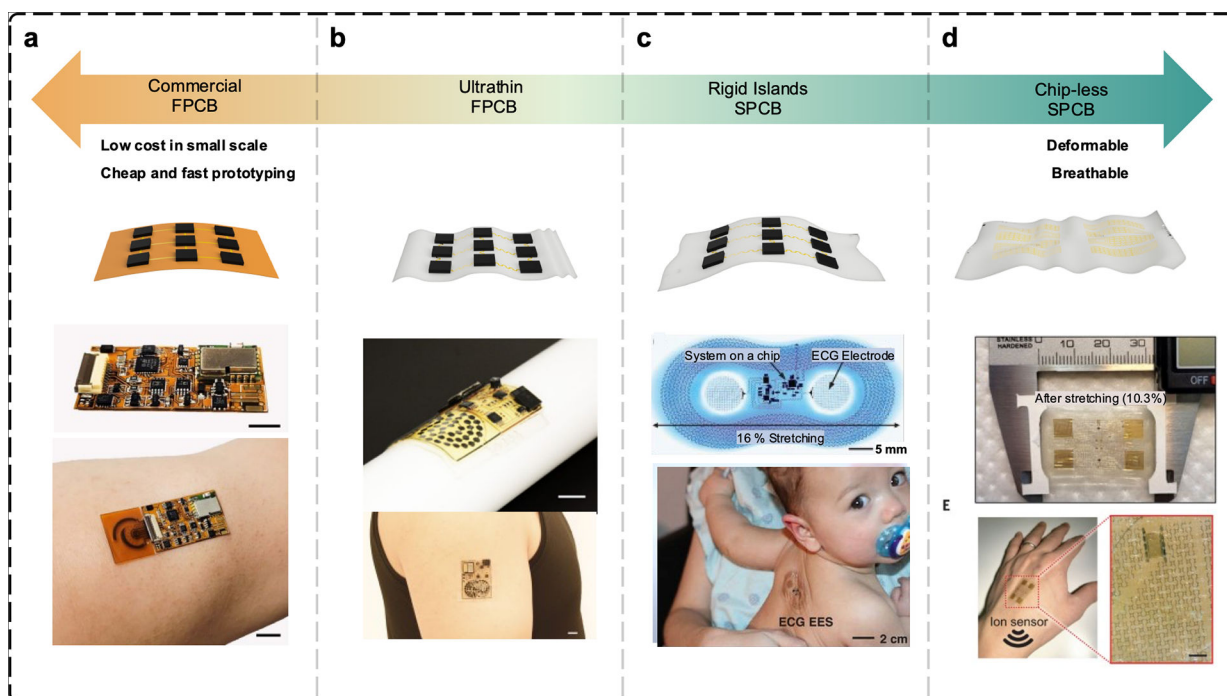 a
b
c
d
Commercial
FPCB
Ultrathin
FPCB
Rigid Islands
SPCB
Chip-less
SPCB
Low cost in small scale
Cheap and fast prototyping
Deformable
Breathable
System on a chip
ECG Electrode
16 % Stretching
5 mm
ECG EES
2 cm
STAINLESS
HARDENED
0 10 20 30
OFF
After stretching (10.3%)
E
Ion sensor